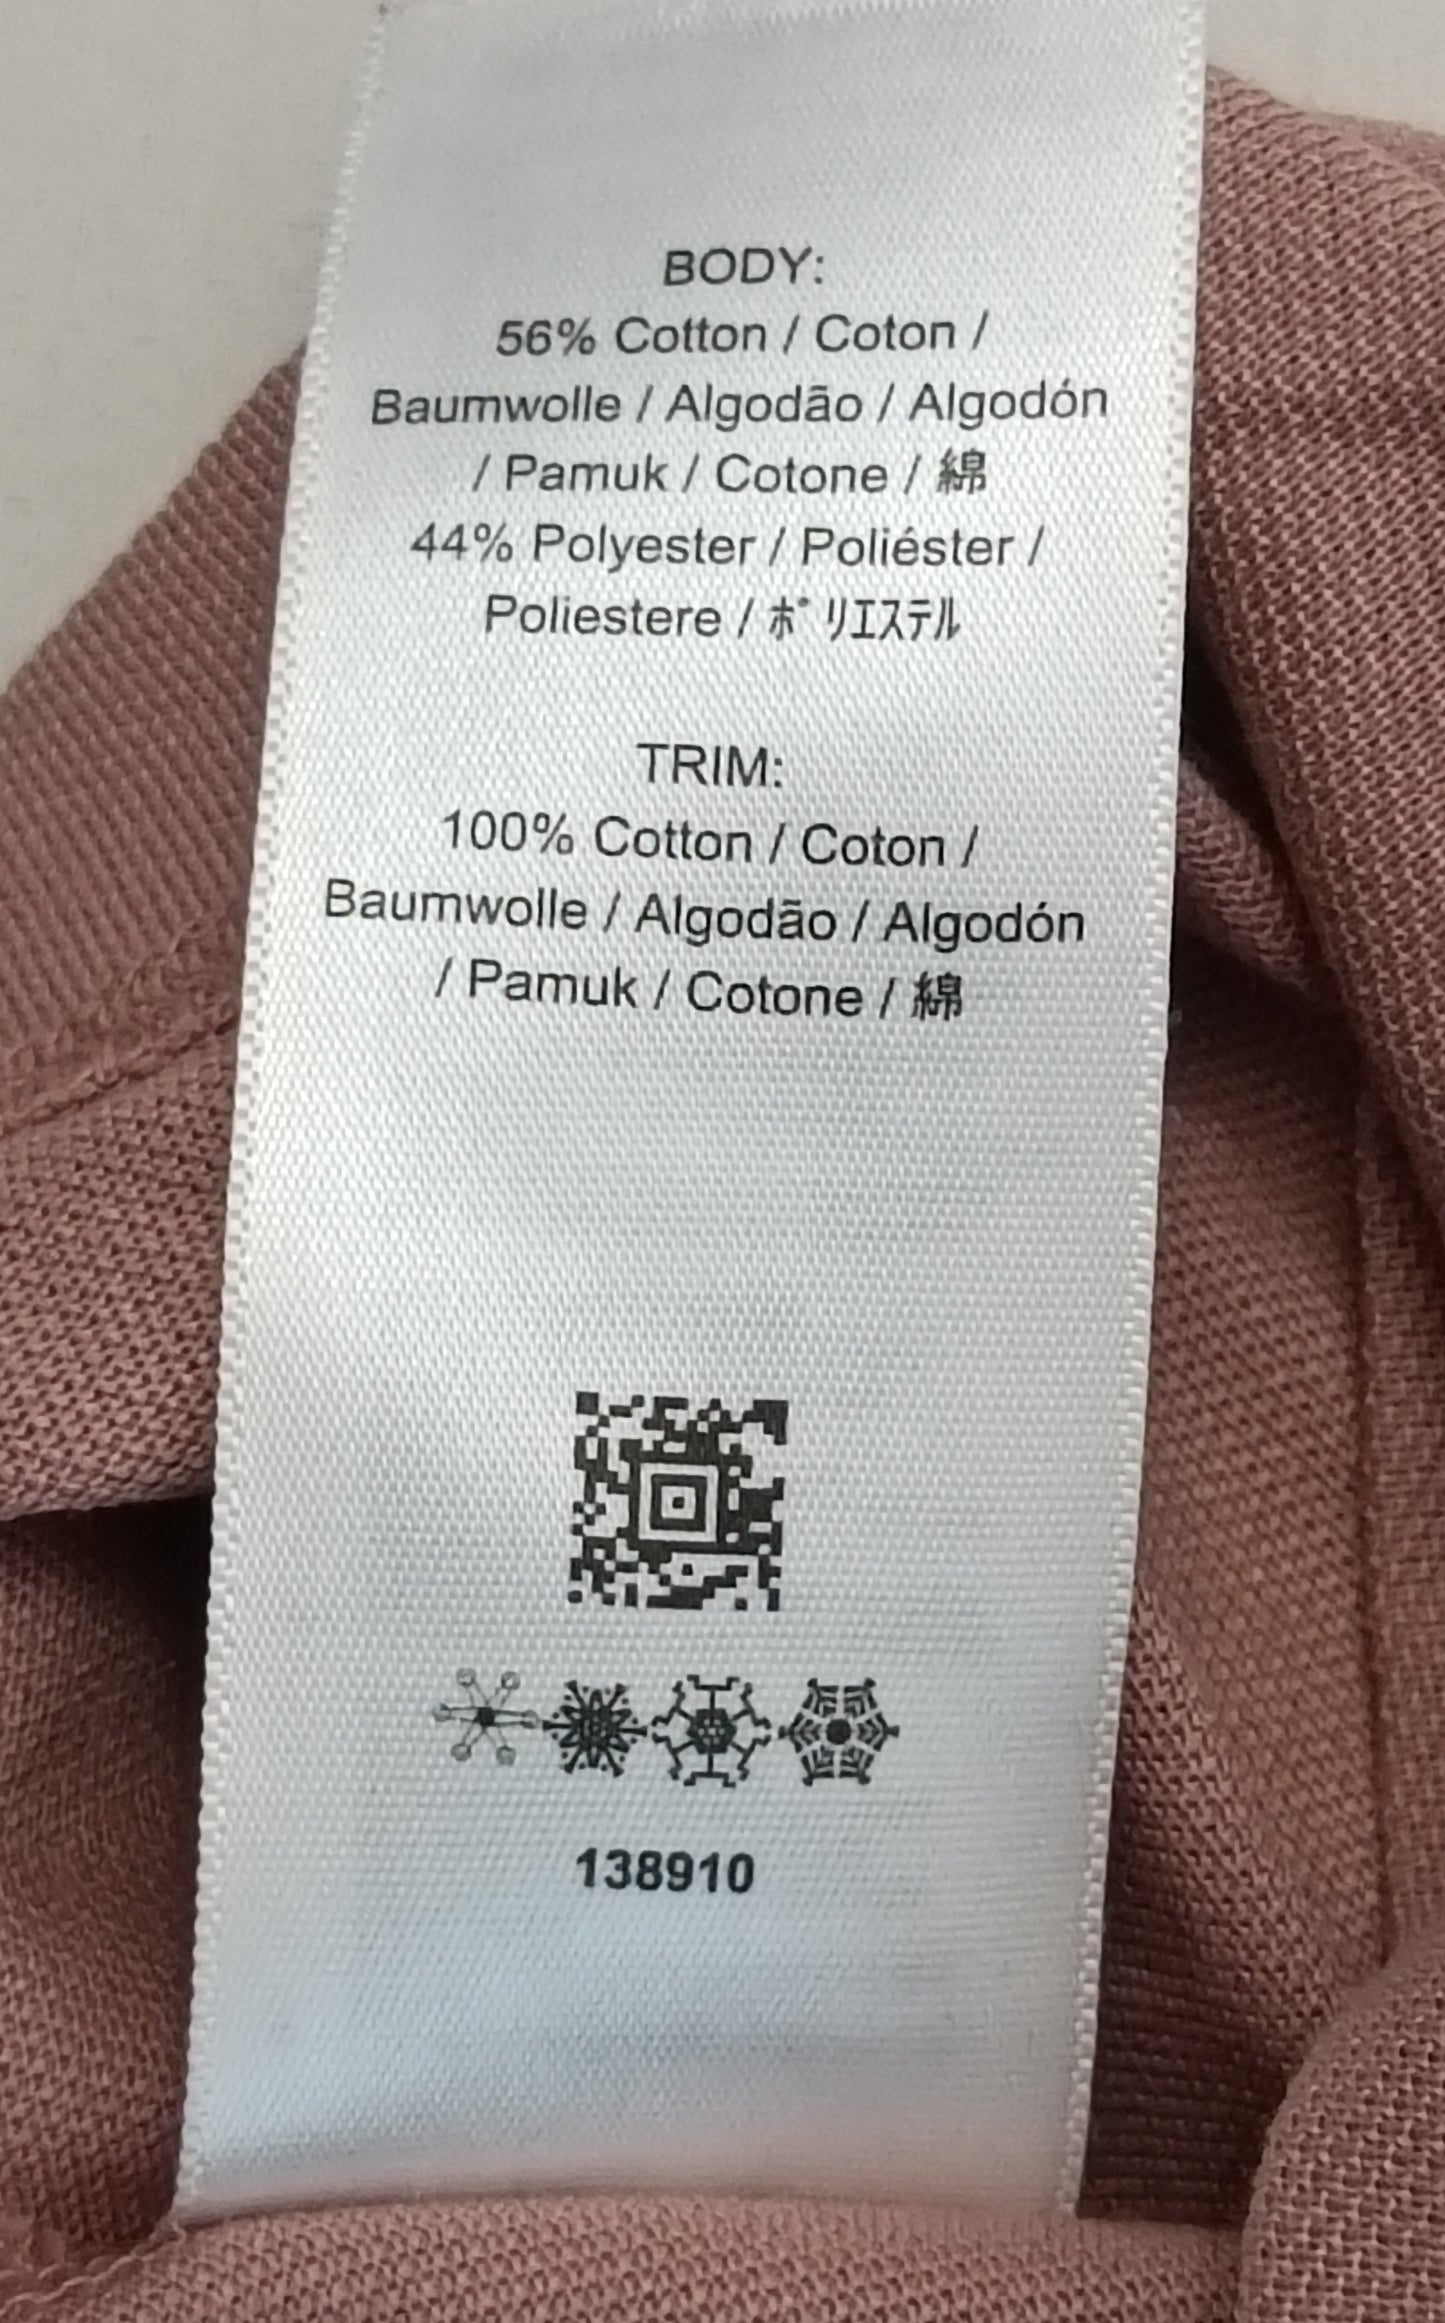 BODY:
56% Cotton / Coton /
Baumwolle / Algodão / Algodón
/ Pamuk / Cotone / 綿
44% Polyester / Poliéster /
Poliestere / ポリエステル
TRIM:
100% Cotton / Coton /
Baumwolle / Algodão / Algodón
/ Pamuk / Cotone / 綿
138910